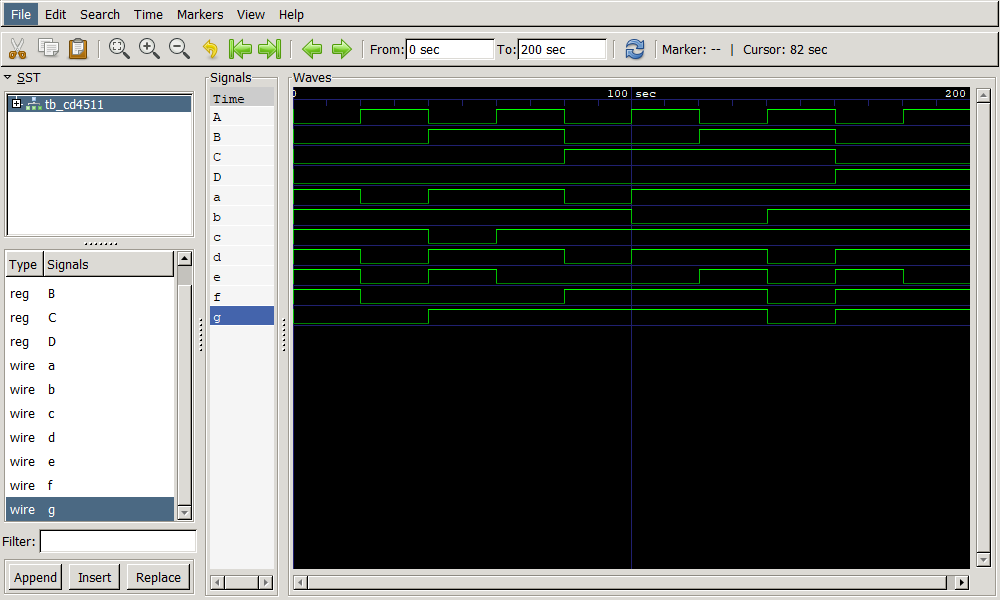 File Edit Search Time Markers View Help
From: 0 sec To: 200 sec Marker: -- | Cursor: 82 sec
SST
tb_cd4511
Type Signals
reg B
reg C
reg D
wire a
wire b
wire c
wire d
wire e
wire f
wire g
Filter:
Append Insert Replace
Signals
Time
A
B
C
D
a
b
c
d
e
f
g
Waves
0 100 sec 200